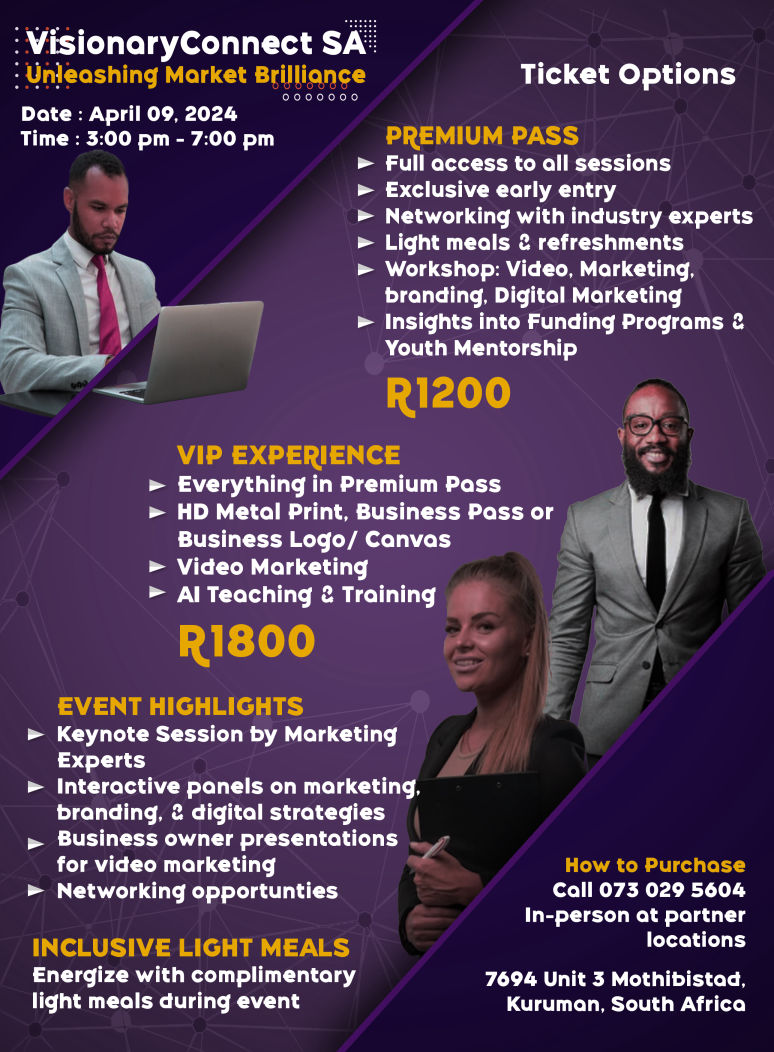 VisionaryConnect SA
Unleashing Market Brilliance
Date : April 09, 2024
Time : 3:00 pm - 7:00 pm
Ticket Options
PREMIUM PASS
Full access to all sessions
Exclusive early entry
Networking with industry experts
Light meals & refreshments
Workshop: Video, Marketing,
branding, Digital Marketing
Insights into Funding Programs &
Youth Mentorship
R1200
VIP EXPERIENCE
Everything in Premium Pass
HD Metal Print, Business Pass or
Business Logo/ Canvas
Video Marketing
AI Teaching & Training
R1800
EVENT HIGHLIGHTS
Keynote Session by Marketing
Experts
Interactive panels on marketing,
branding, & digital strategies
Business owner presentations
for video marketing
Networking opportunties
INCLUSIVE LIGHT MEALS
Energize with complimentary
light meals during event
How to Purchase
Call 073 029 5604
In-person at partner
locations
7694 Unit 3 Mothibistad,
Kuruman, South Africa